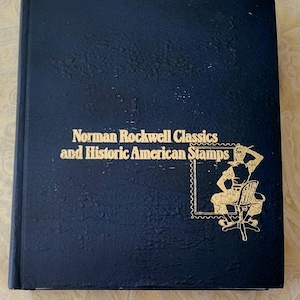 Norman Rockwell Classics
and Historic American Stamps